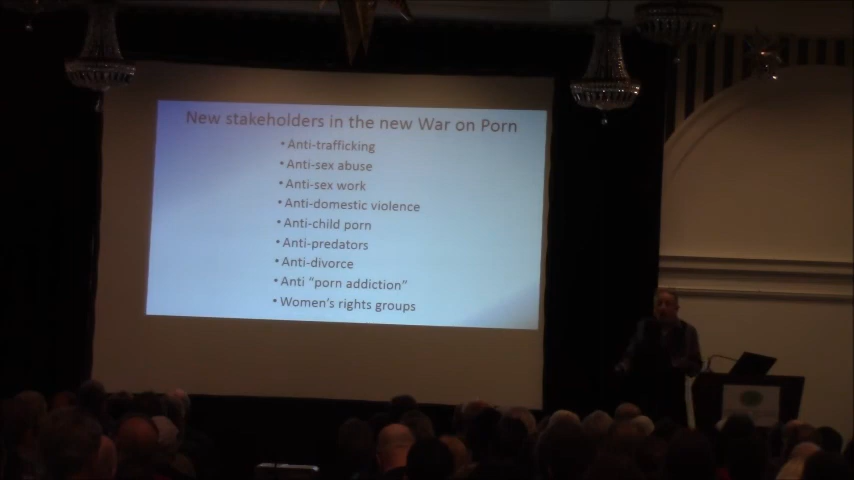 New stakeholders in the new War on Porn
• Anti-trafficking
• Anti-sex abuse
• Anti-sex work
• Anti-domestic violence
• Anti-child porn
• Anti-predators
• Anti-divorce
• Anti “porn addiction”
• Women’s rights groups